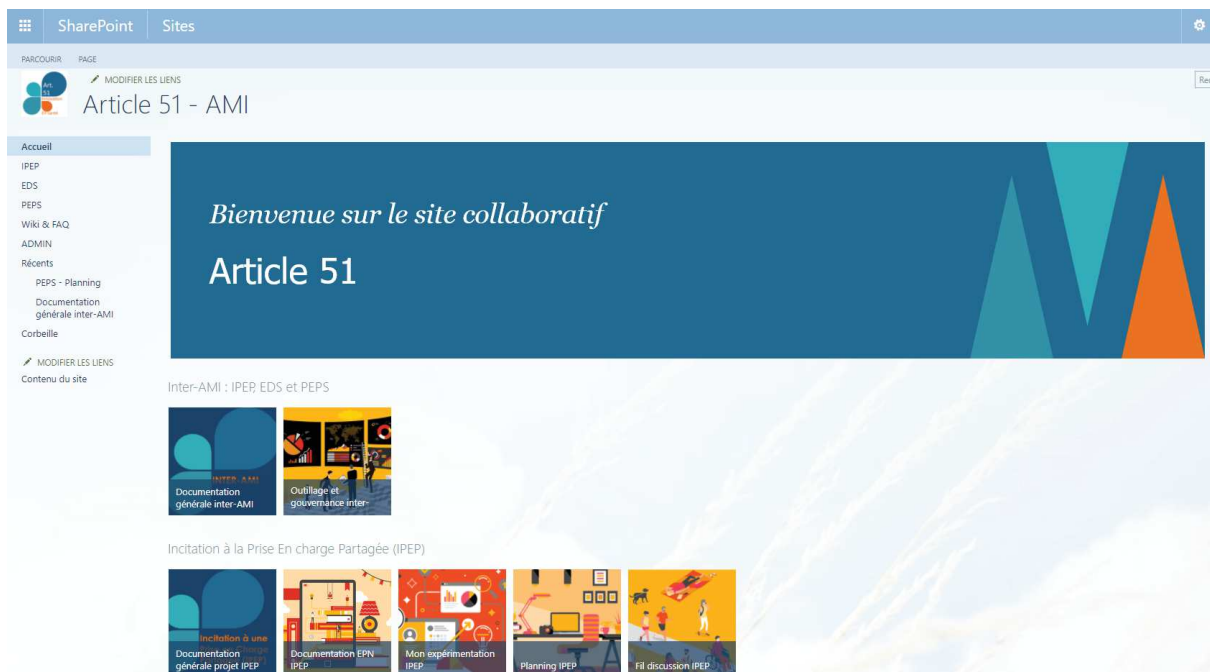 SharePoint Sites
PARCOURIR PAGE
Art.
51
MODIFIER LES LIENS
Article 51 - AMI
Accueil
IPEP
EDS
PEPS
Wiki & FAQ
ADMIN
Récents
PEPS - Planning
Documentation
générale inter-AMI
Corbeille
MODIFIER LES LIENS
Contenu du site
Bienvenue sur le site collaboratif
Article 51
Inter-AMI : IPEP, EDS et PEPS
INTER-AMI
Documentation
générale inter-AMI
Outillage et
gouvernance inter-
Incitation à la Prise En charge Partagée (IPEP)
Incitation à une
Documentation
générale projet IPEP
Documentation EPN
IPEP
Mon expérimentation
IPEP
Planning IPEP
Fil discussion IPEP